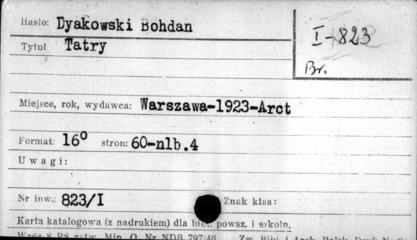 Hasło: Dyakowski Bohdan
Tytuł Tatry
I-823
Br.
Miejsce, rok, wydawca: Warszawa-1923-Arct
Format: 16° stron: 60-nlb.4
Uwagi:
Nr inw.: 823/I
Znak klas:
Karta katalogowa (z nadrukiem) dla bibl. powsz. i szkoln.